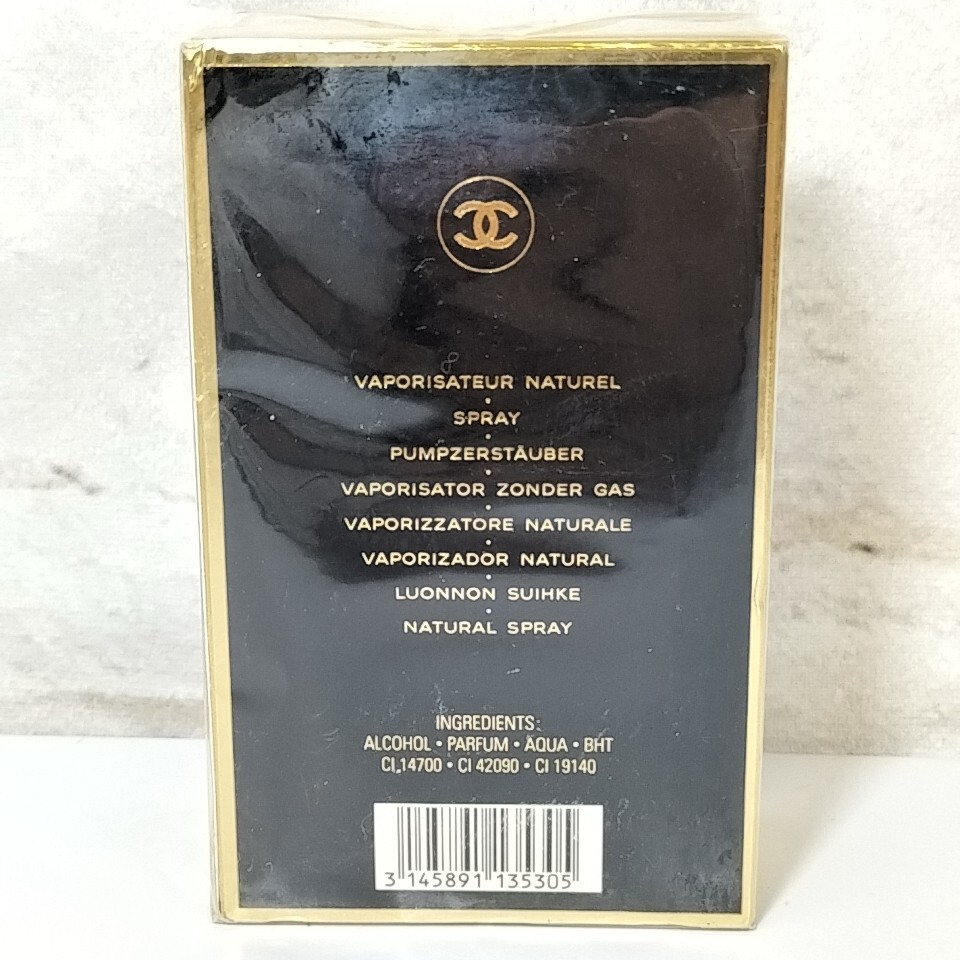 VAPORISATEUR NATUREL
SPRAY
PUMPZERSTÄUBER
VAPORISATOR ZONDER GAS
VAPORIZZATORE NATURALE
VAPORIZADOR NATURAL
LUONNON SUIHKE
NATURAL SPRAY
INGREDIENTS:
ALCOHOL • PARFUM • AQUA • BHT
CI 14700 • CI 42090 • CI 19140
3 145891 135305